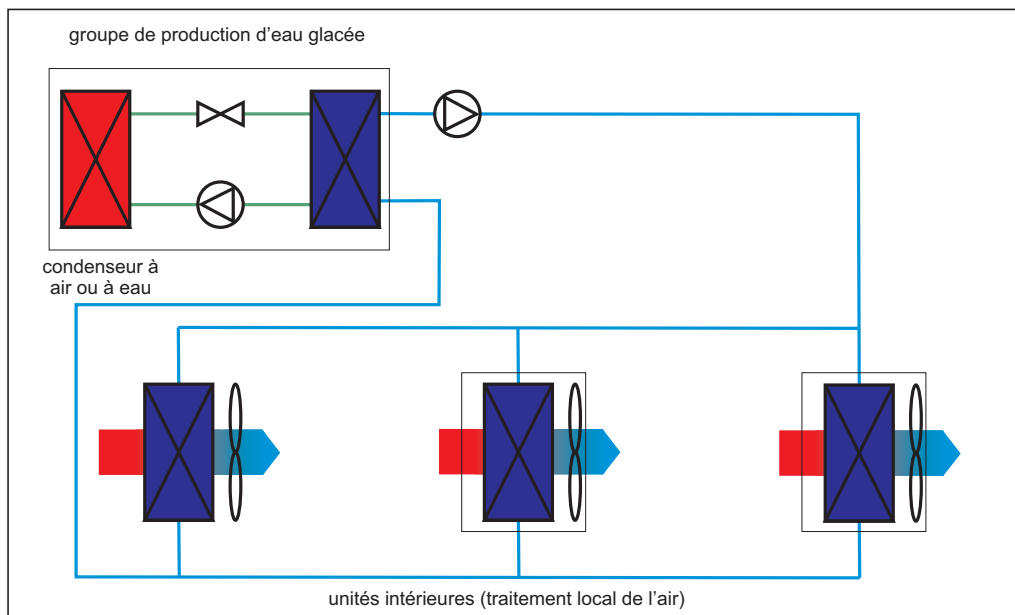 groupe de production d’eau glacée
condenseur à
air ou à eau
unités intérieures (traitement local de l’air)